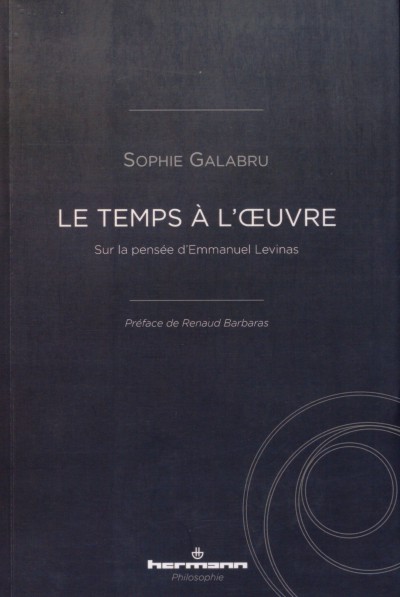 SOPHIE GALABRU
LE TEMPS À L'ŒUVRE
Sur la pensée d'Emmanuel Levinas
Préface de Renaud Barbaras
hermann
Philosophie